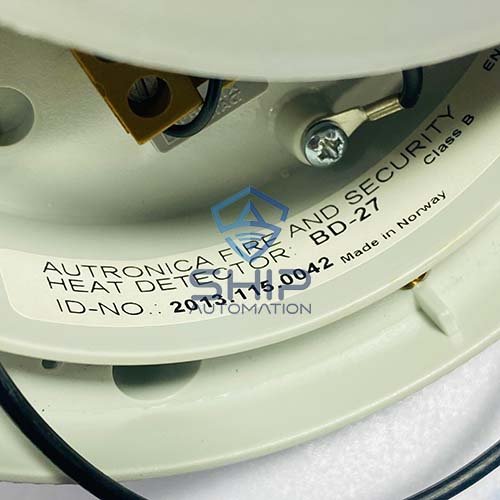 AUTRONICA FIRE AND SECURITY
HEAT DETECTOR: BD-27 Class B
ID-NO.: 2013.115.0042 Made in Norway
EN
SHIP
AUTOMATION